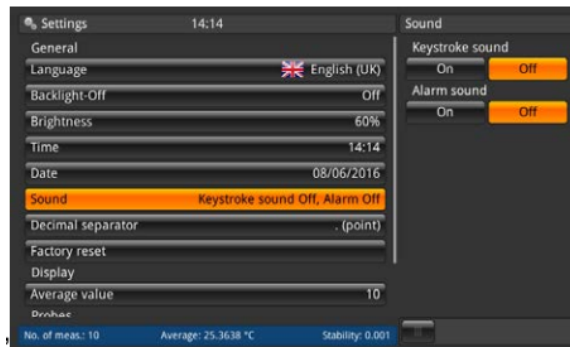 Settings 14:14 Sound
General
Keystroke sound
Language English (UK)
On Off
Backlight-Off Off
Alarm sound
Brightness 60%
On Off
Time 14:14
Date 08/06/2016
Sound Keystroke sound Off, Alarm Off
Decimal separator . (point)
Factory reset
Display
Average value 10
Probes
No. of meas.: 10 Average: 25.3638 °C Stability: 0.001
,